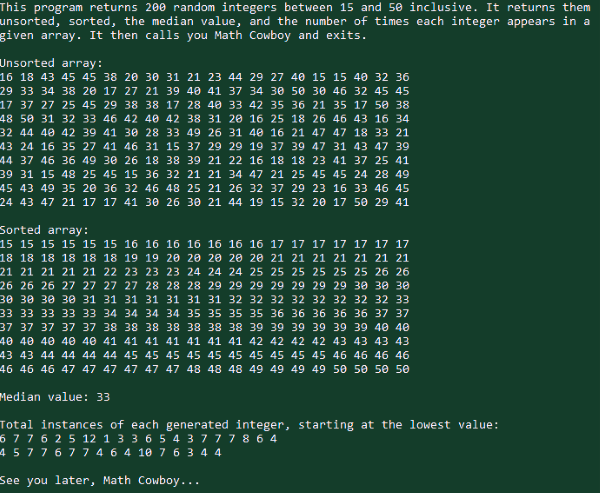 This program returns 200 random integers between 15 and 50 inclusive. It returns them
unsorted, sorted, the median value, and the number of times each integer appears in a
given array. It then calls you Math Cowboy and exits.
Unsorted array:
16 18 43 45 45 38 20 30 31 21 23 44 29 27 40 15 15 40 32 36
29 33 34 38 20 17 27 21 39 40 41 37 34 30 50 30 46 32 45 45
17 37 27 25 45 29 38 38 17 28 40 33 42 35 36 21 35 17 50 38
48 50 31 32 33 46 42 40 42 38 31 20 16 25 18 26 46 43 16 34
32 44 40 42 39 41 30 28 33 49 26 31 40 16 21 47 47 18 33 21
43 24 16 35 27 41 46 31 15 37 29 29 19 37 39 47 31 43 47 39
44 37 46 36 49 30 26 18 38 39 21 22 16 18 18 23 41 37 25 41
39 31 15 48 25 45 15 36 32 21 21 34 47 21 25 45 45 24 28 49
45 43 49 35 20 36 32 46 48 25 21 26 32 37 29 23 16 33 46 45
24 43 47 21 17 17 41 30 26 30 21 44 19 15 32 20 17 50 29 41
Sorted array:
15 15 15 15 15 15 16 16 16 16 16 16 16 17 17 17 17 17 17 17
18 18 18 18 18 18 19 19 20 20 20 20 20 21 21 21 21 21 21 21
21 21 21 21 21 22 23 23 23 24 24 24 25 25 25 25 25 25 26 26
26 26 26 27 27 27 27 28 28 28 29 29 29 29 29 29 29 30 30 30
30 30 30 30 31 31 31 31 31 31 31 32 32 32 32 32 32 32 32 33
33 33 33 33 33 34 34 34 34 35 35 35 35 35 36 36 36 36 36 37 37
37 37 37 37 37 38 38 38 38 38 38 38 39 39 39 39 39 39 40 40
40 40 40 40 40 41 41 41 41 41 41 41 42 42 42 42 43 43 43 43
43 43 44 44 44 44 45 45 45 45 45 45 45 45 45 45 46 46 46 46
46 46 46 47 47 47 47 47 47 48 48 48 49 49 49 49 50 50 50 50
Median value: 33
Total instances of each generated integer, starting at the lowest value:
6 7 7 6 2 5 12 1 3 3 6 5 4 3 7 7 7 8 6 4
4 5 7 7 6 7 7 4 6 4 10 7 6 3 4 4
See you later, Math Cowboy...